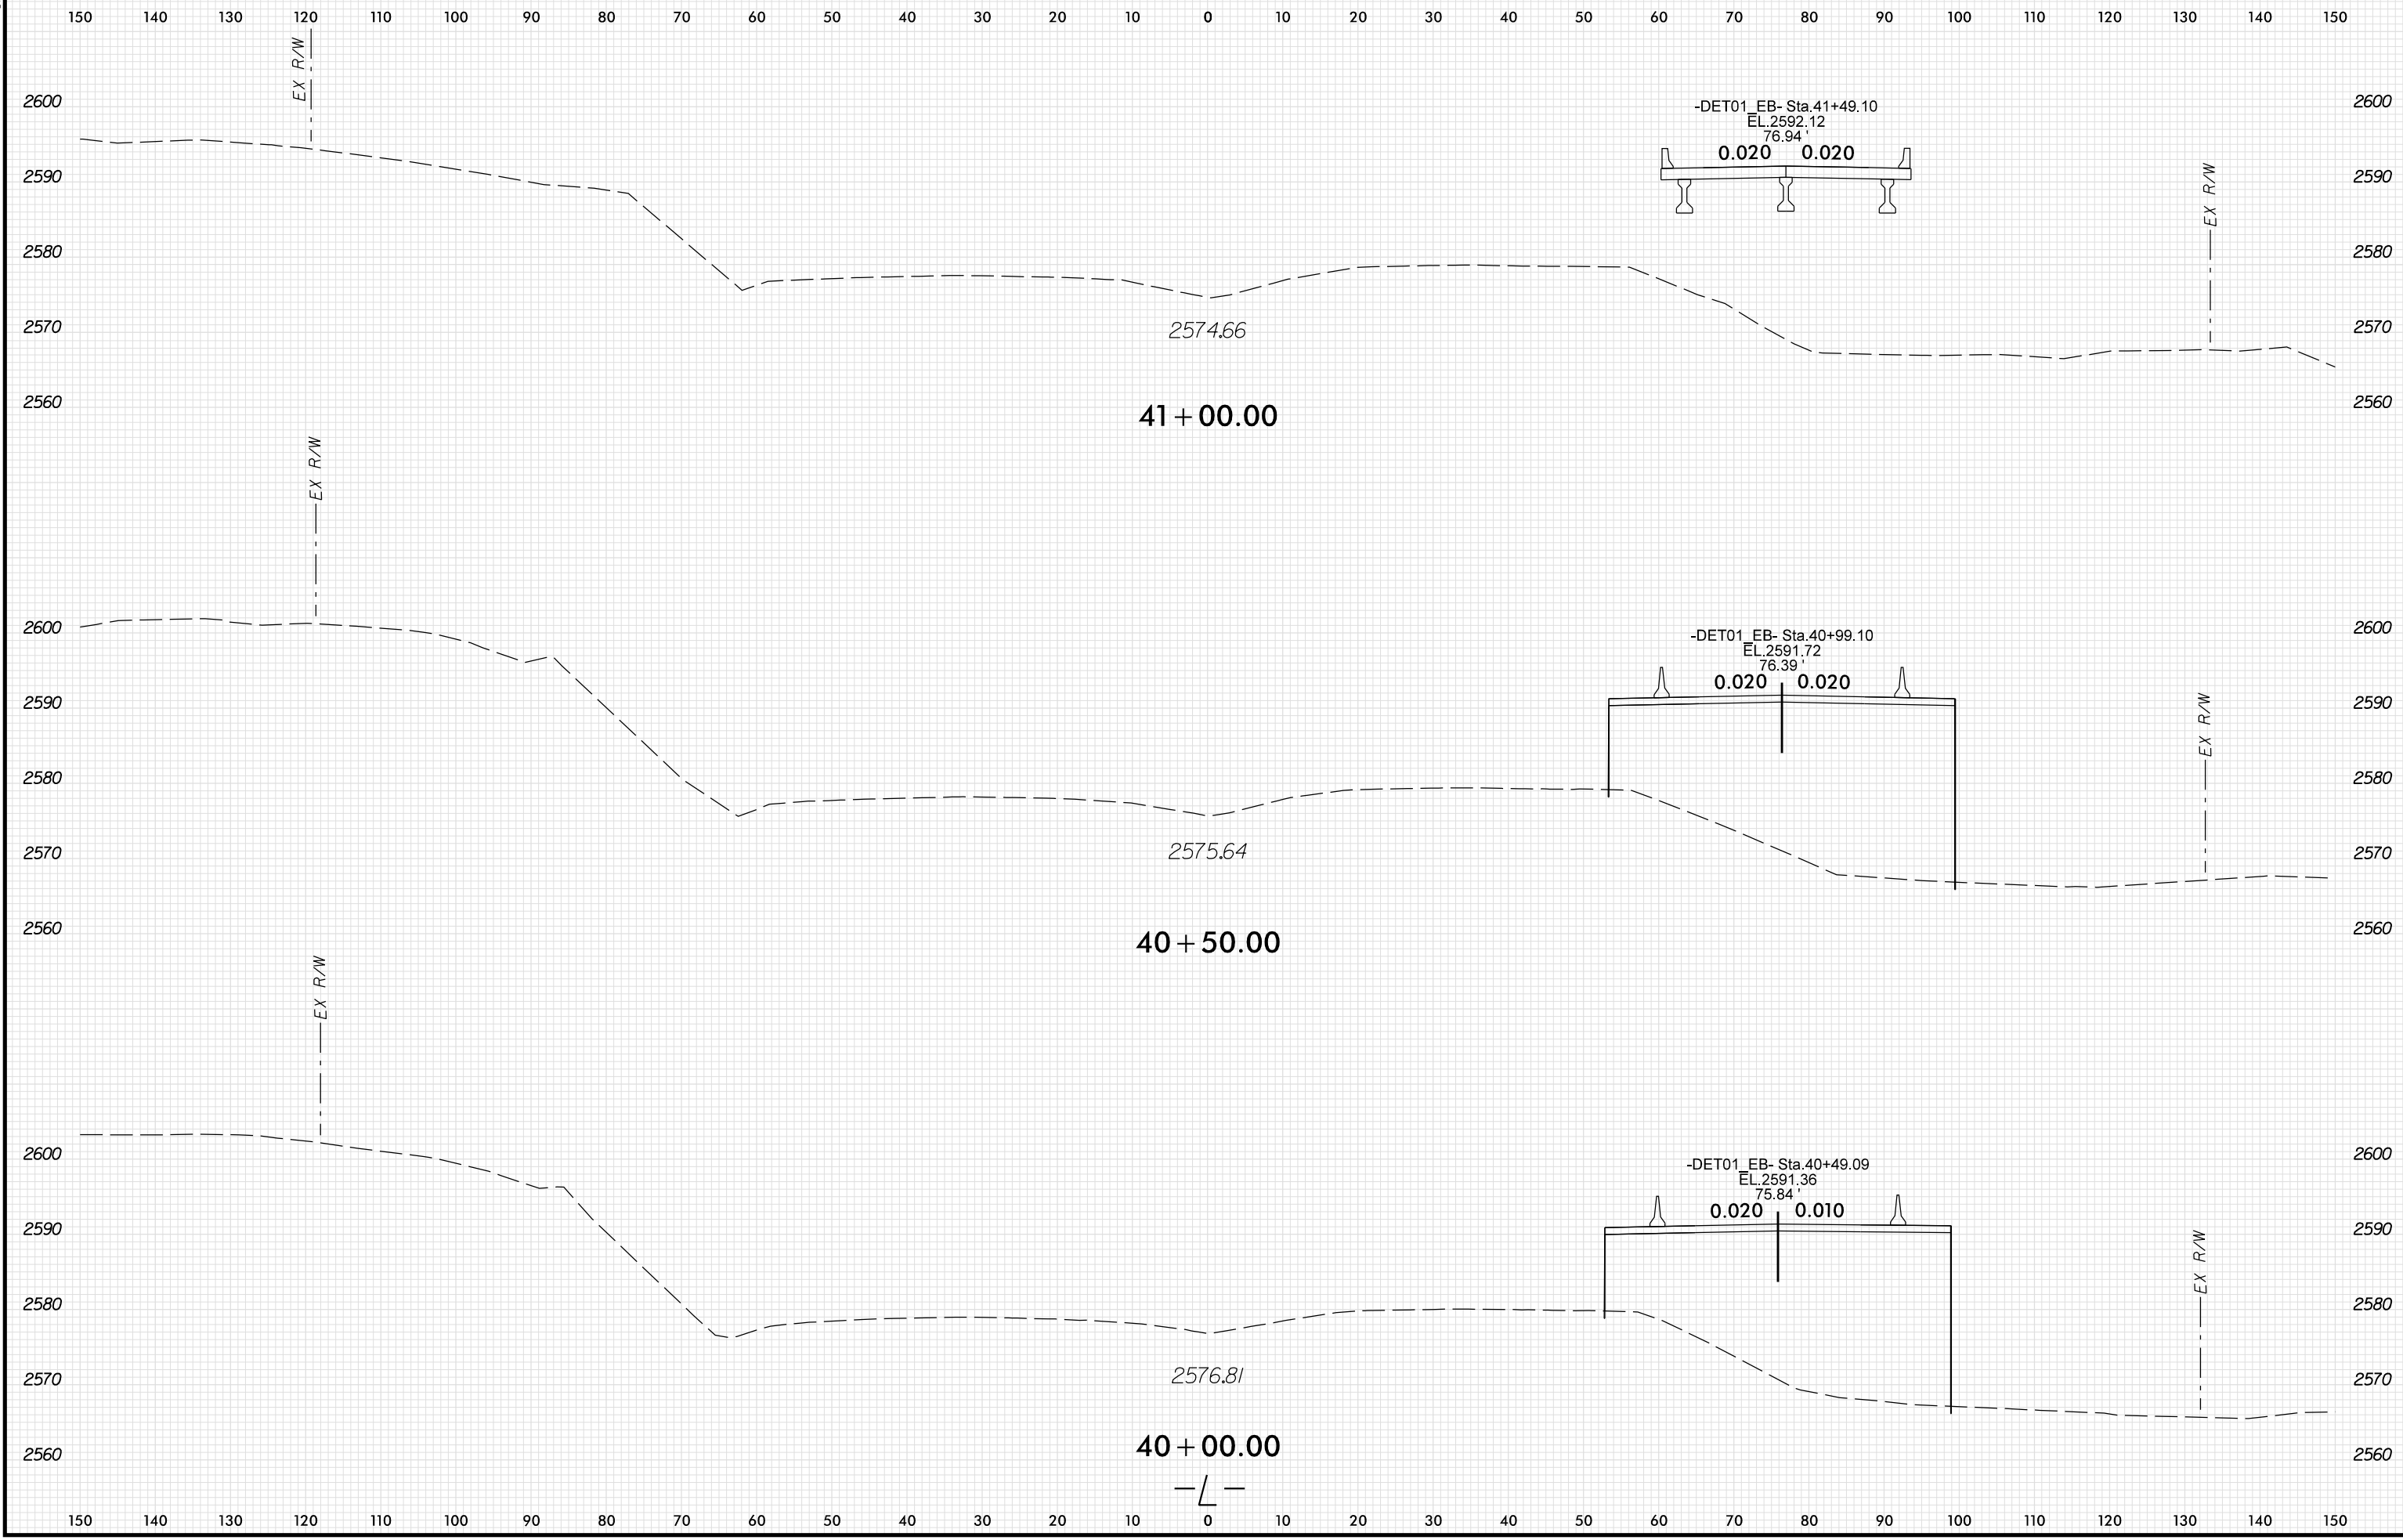 150 140 130 120 110 100 90 80 70 60 50 40 30 20 10 0 10 20 30 40 50 60 70 80 90 100 110 120 130 140 150
EX R/W
2600 2600
-DET01_EB- Sta.41+49.10
EL.2592.12
76.94 '
0.020 0.020
2590 2590
EX R/W
2580 2580
2570 2570
2574.66
2560 2560
41+00.00
EX R/W
2600 2600
-DET01_EB- Sta.40+99.10
EL.2591.72
76.39 '
0.020 0.020
2590 2590
EX R/W
2580 2580
2570 2570
2575.64
2560 2560
40+50.00
EX R/W
2600 2600
-DET01_EB- Sta.40+49.09
EL.2591.36
75.84 '
0.020 0.010
2590 2590
EX R/W
2580 2580
2570 2570
2576.81
2560 2560
40+00.00
-L-
150 140 130 120 110 100 90 80 70 60 50 40 30 20 10 0 10 20 30 40 50 60 70 80 90 100 110 120 130 140 150